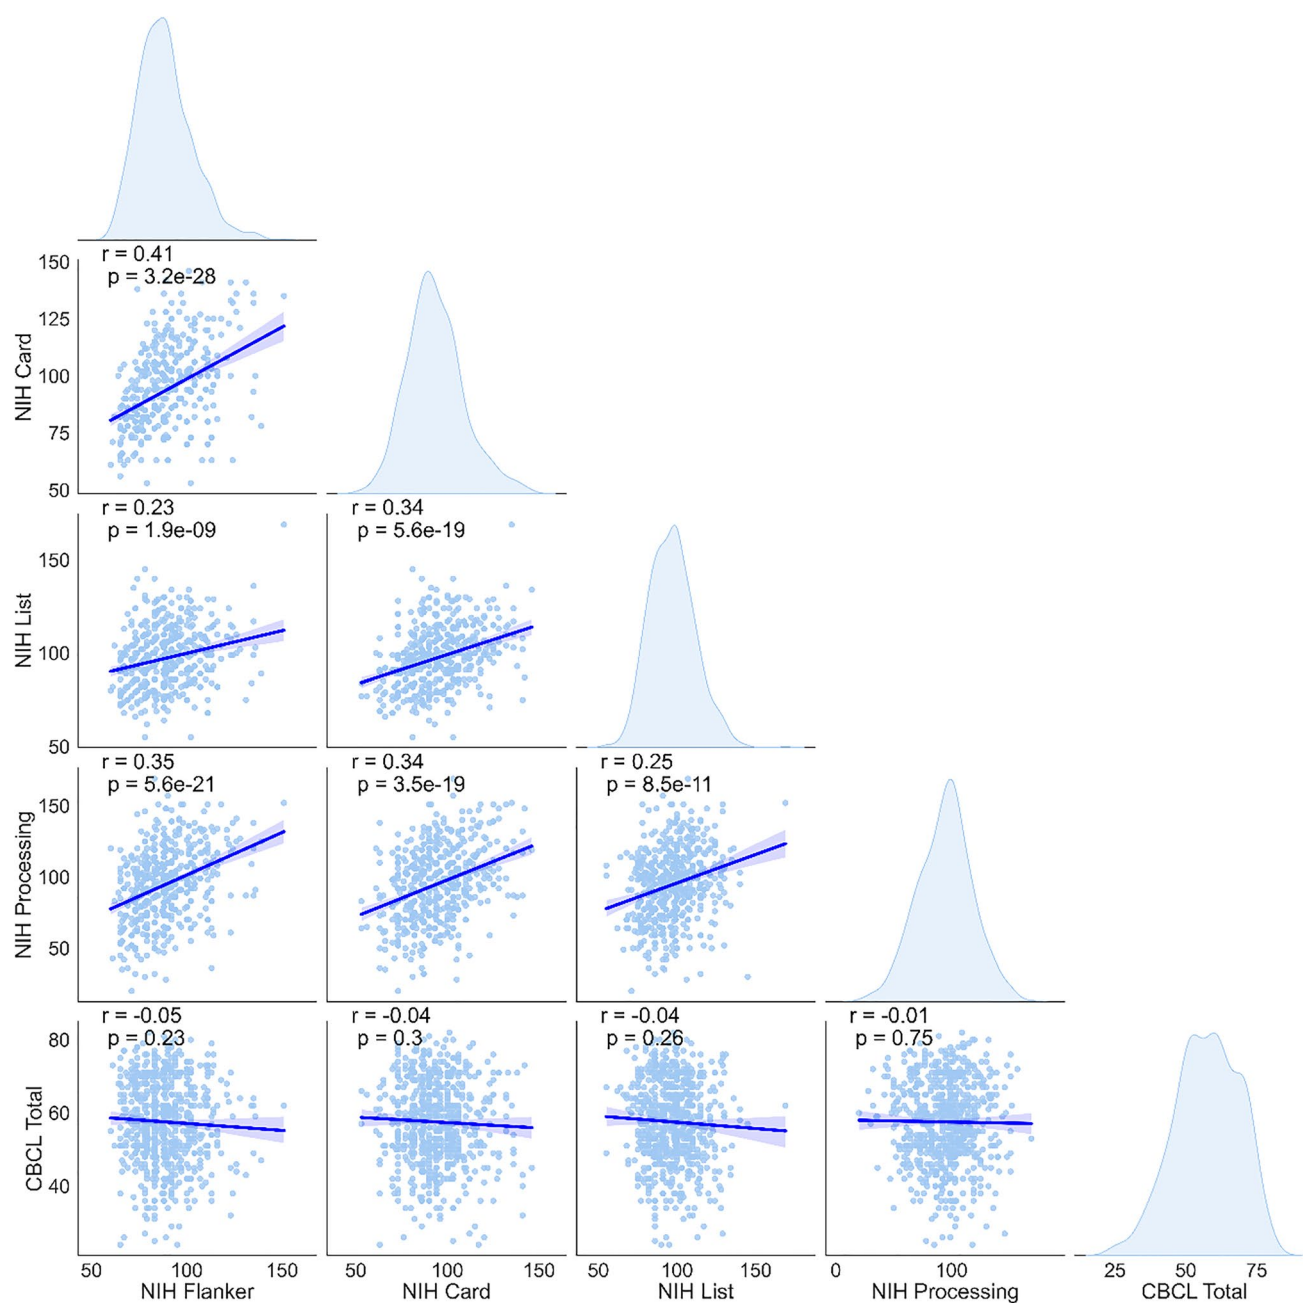 r = 0.41
p = 3.2e-28
150
125
100
75
50
NIH Card
r = 0.23
p = 1.9e-09
r = 0.34
p = 5.6e-19
150
100
50
NIH List
r = 0.35
p = 5.6e-21
r = 0.34
p = 3.5e-19
r = 0.25
p = 8.5e-11
150
100
50
NIH Processing
r = -0.05
p = 0.23
r = -0.04
p = 0.3
r = -0.04
p = 0.26
r = -0.01
p = 0.75
80
60
40
CBCL Total
50 100 150
NIH Flanker
50 100 150
NIH Card
50 100 150
NIH List
0 100
NIH Processing
25 50 75
CBCL Total